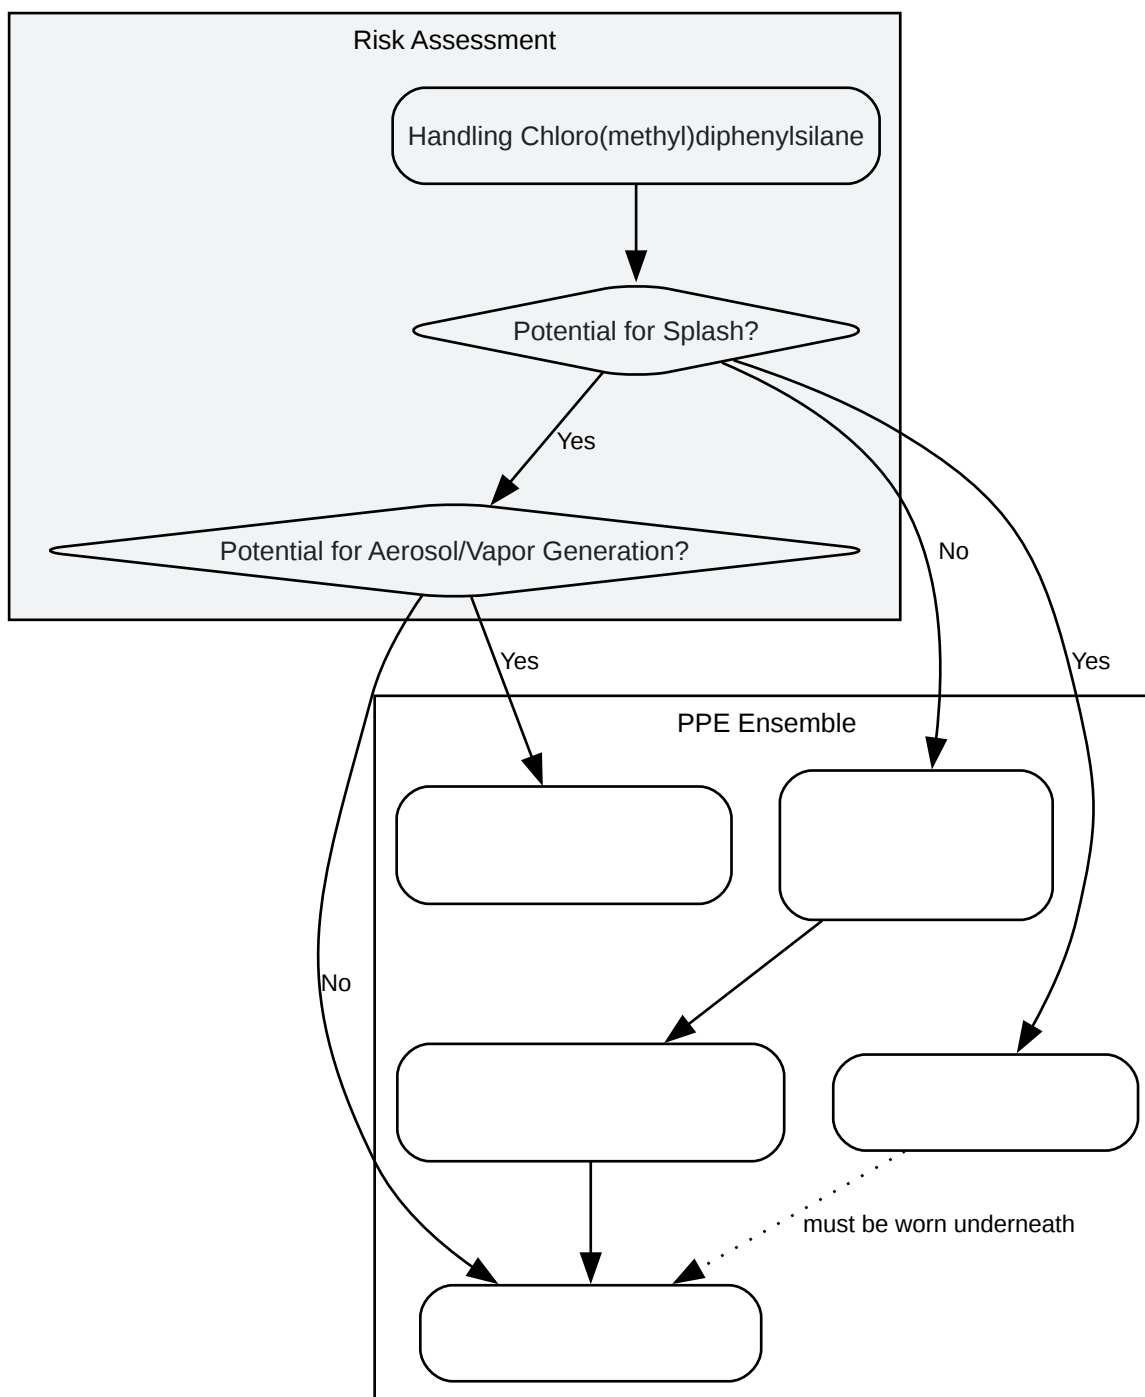 Risk Assessment
Handling Chloro(methyl)diphenylsilane
Potential for Splash?
Yes
Potential for Aerosol/Vapor Generation?
No
Yes
Yes
PPE Ensemble
No
must be worn underneath